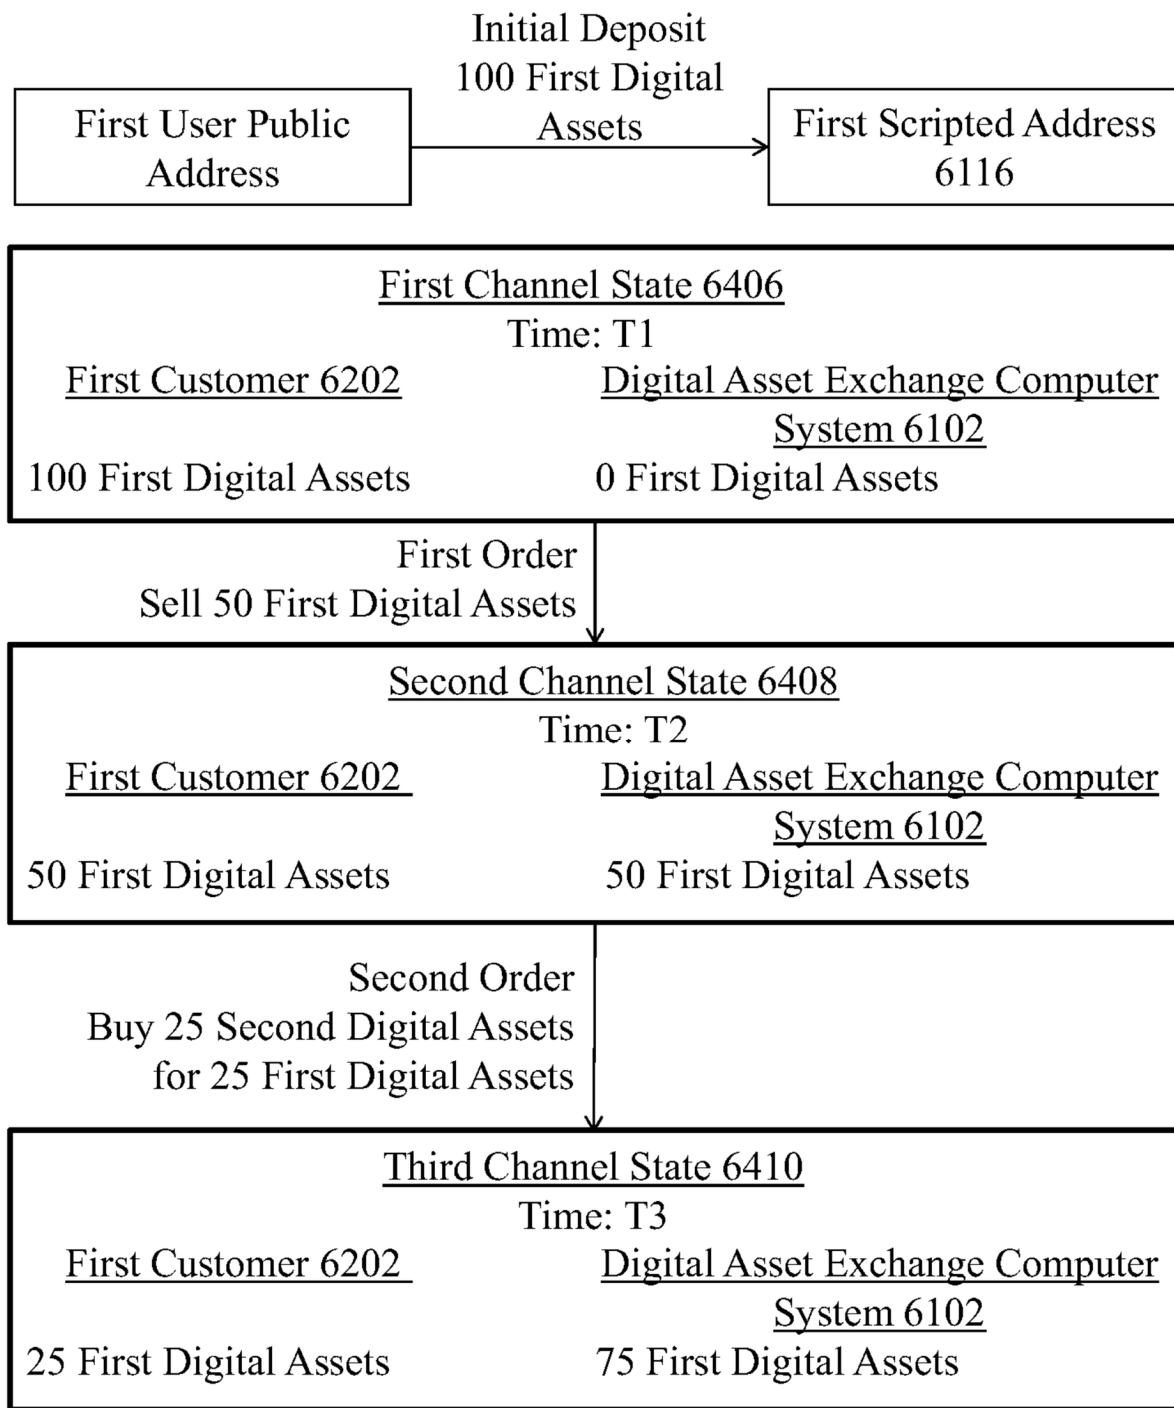 Initial Deposit
100 First Digital
Assets
First User Public
Address
First Scripted Address
6116
First Channel State 6406
Time: T1
First Customer 6202
Digital Asset Exchange Computer
System 6102
100 First Digital Assets
0 First Digital Assets
First Order
Sell 50 First Digital Assets
Second Channel State 6408
Time: T2
First Customer 6202
Digital Asset Exchange Computer
System 6102
50 First Digital Assets
50 First Digital Assets
Second Order
Buy 25 Second Digital Assets
for 25 First Digital Assets
Third Channel State 6410
Time: T3
First Customer 6202
Digital Asset Exchange Computer
System 6102
25 First Digital Assets
75 First Digital Assets